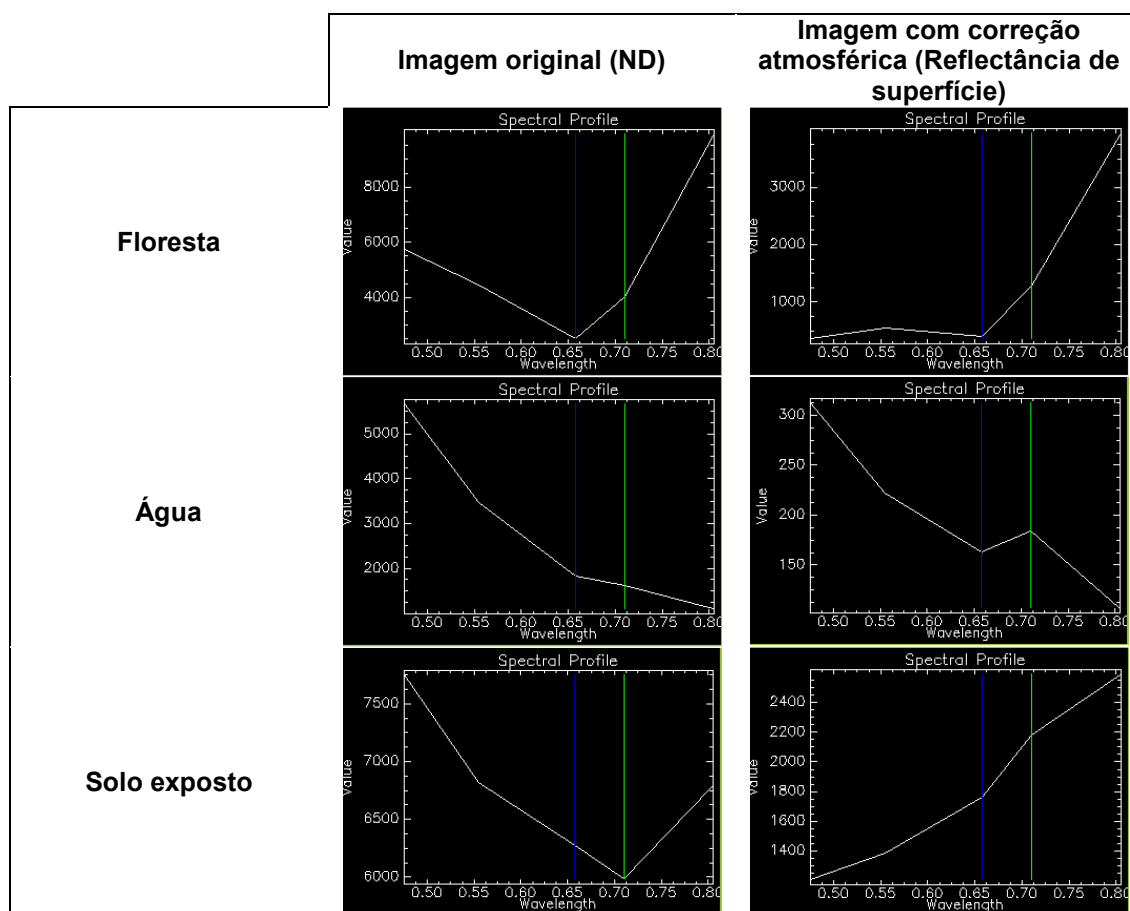 Imagem original (ND)
Imagem com correção
atmosférica (Reflectância de
superfície)
Floresta
Spectral Profile
Value
8000
6000
4000
0.50 0.55 0.60 0.65 0.70 0.75 0.80
Wavelength
Spectral Profile
Value
3000
2000
1000
0.50 0.55 0.60 0.65 0.70 0.75 0.80
Wavelength
Água
Spectral Profile
Value
5000
4000
3000
2000
0.50 0.55 0.60 0.65 0.70 0.75 0.80
Wavelength
Spectral Profile
Value
300
250
200
150
0.50 0.55 0.60 0.65 0.70 0.75 0.80
Wavelength
Solo exposto
Spectral Profile
Value
7500
7000
6500
6000
0.50 0.55 0.60 0.65 0.70 0.75 0.80
Wavelength
Spectral Profile
Value
2400
2200
2000
1800
1600
1400
0.50 0.55 0.60 0.65 0.70 0.75 0.80
Wavelength